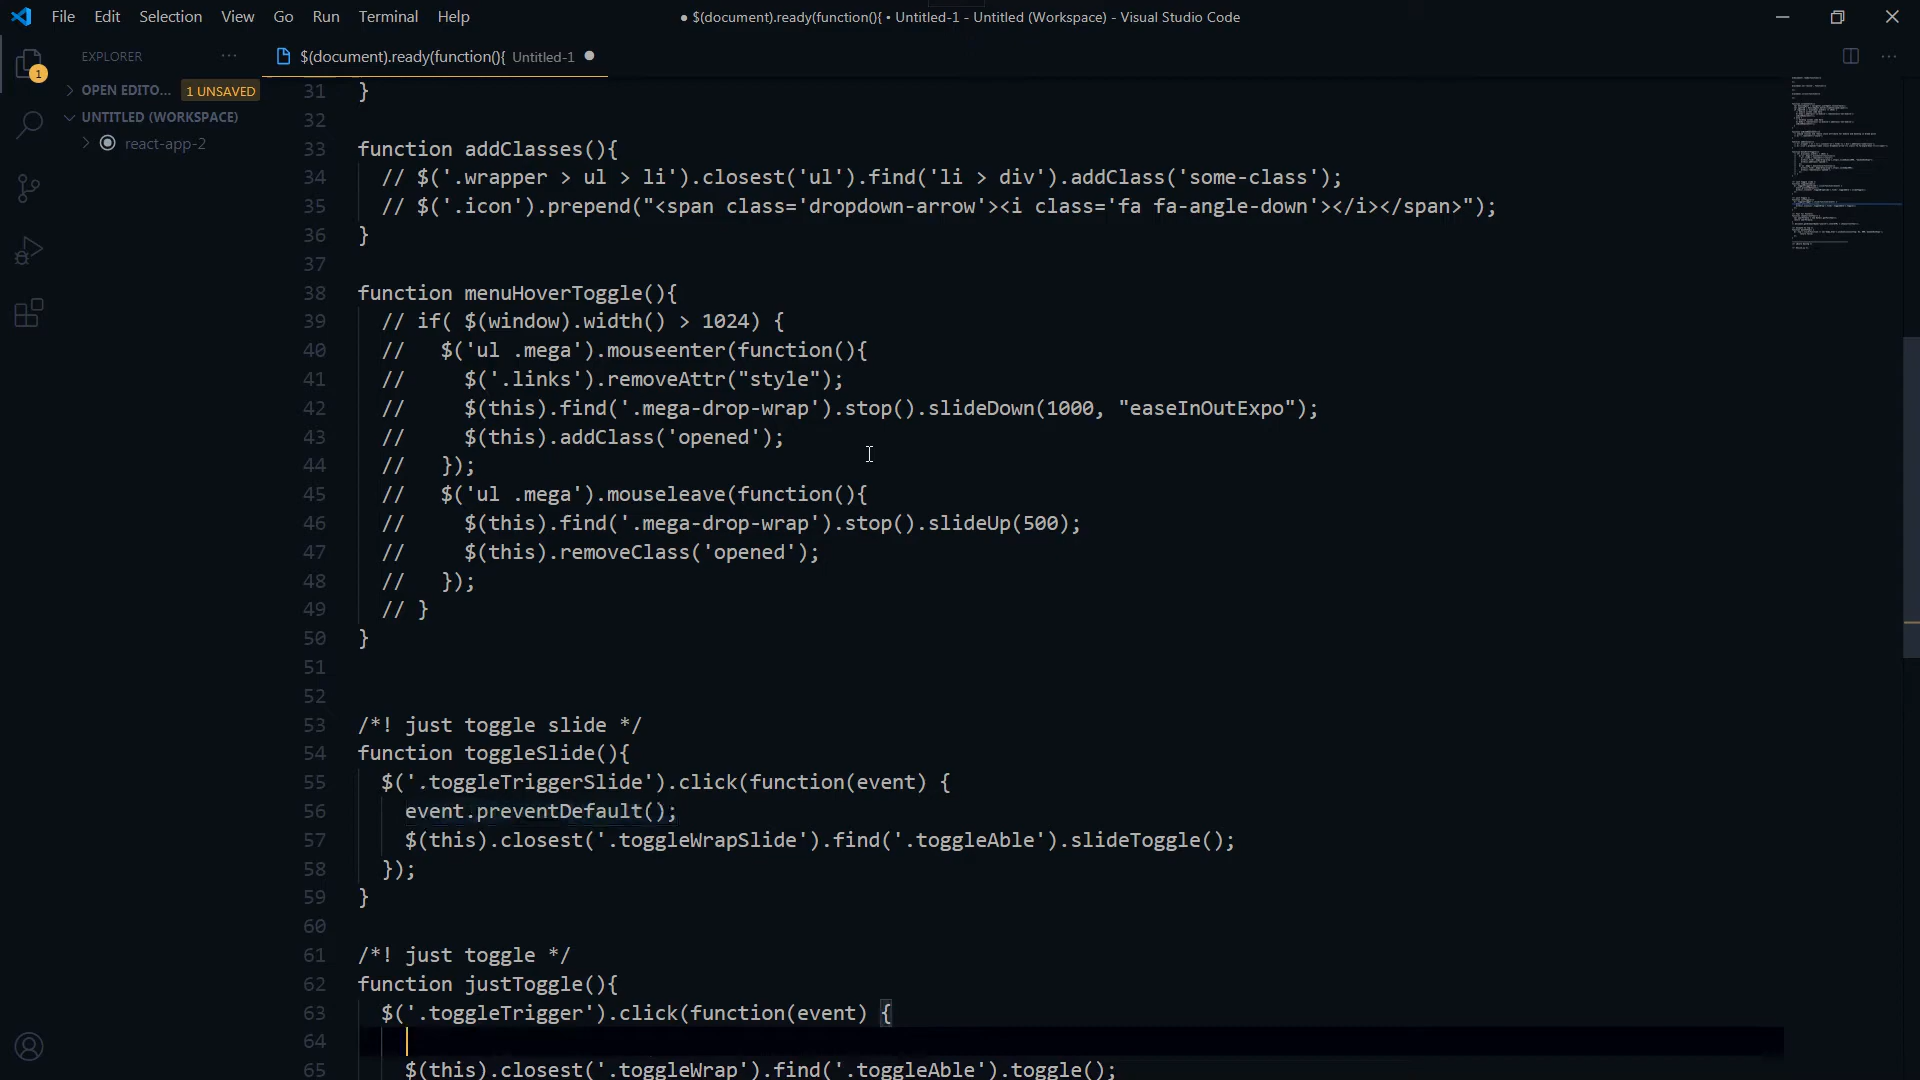 File Edit Selection View Go Run Terminal Help
● $(document).ready(function(){ • Untitled-1 - Untitled (Workspace) - Visual Studio Code
1
EXPLORER
OPEN EDITO... 1 UNSAVED
UNTITLED (WORKSPACE)
react-app-2
$(document).ready(function(){ Untitled-1
31 }
32
33 function addClasses(){
34 // $('.wrapper > ul > li').closest('ul').find('li > div').addClass('some-class');
35 // $('.icon').prepend("<span class='dropdown-arrow'><i class='fa fa-angle-down'></i></span>");
36 }
37
38 function menuHoverToggle(){
39 // if( $(window).width() > 1024) {
40 // $('ul .mega').mouseenter(function(){
41 // $('.links').removeAttr("style");
42 // $(this).find('.mega-drop-wrap').stop().slideDown(1000, "easeInOutExpo");
43 // $(this).addClass('opened');
44 // });
45 // $('ul .mega').mouseleave(function(){
46 // $(this).find('.mega-drop-wrap').stop().slideUp(500);
47 // $(this).removeClass('opened');
48 // });
49 // }
50 }
51
52
53 /*! just toggle slide */
54 function toggleSlide(){
55 $('.toggleTriggerSlide').click(function(event) {
56 event.preventDefault();
57 $(this).closest('.toggleWrapSlide').find('.toggleAble').slideToggle();
58 });
59 }
60
61 /*! just toggle */
62 function justToggle(){
63 $('.toggleTrigger').click(function(event) {
64
65 $(this).closest('.toggleWrap').find('.toggleAble').toggle();